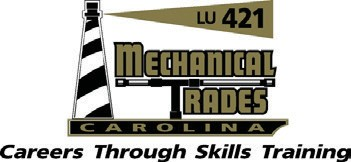 LU 421
MECHANICAL
TRADES
CAROLINA
Careers Through Skills Training